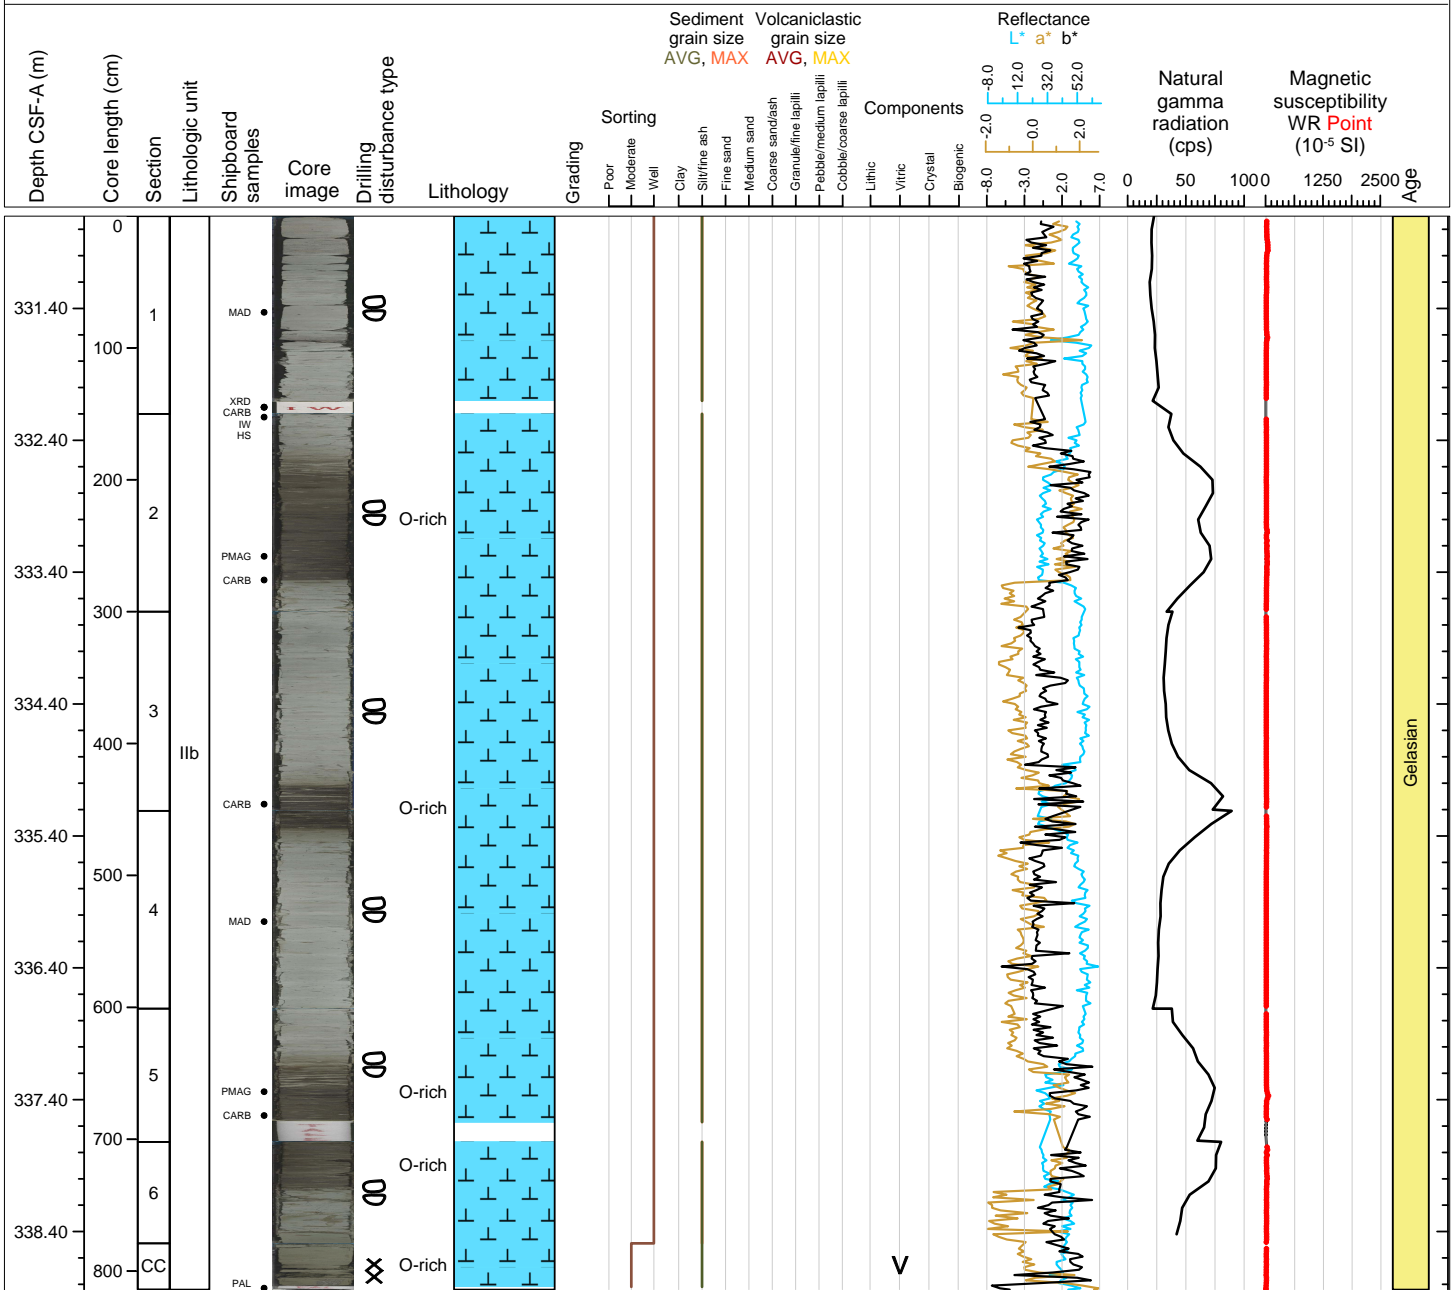 Depth CSF-A (m)
Core length (cm)
Section
Lithologic unit
Shipboard
samples
Core
image
Drilling
disturbance type
Lithology
Grading
Sorting
Poor
Moderate
Well
Sediment
grain size
AVG, MAX
Volcaniclastic
grain size
AVG, MAX
Clay
Silt/fine ash
Fine sand
Medium sand
Coarse sand/ash
Granule/fine lapilli
Pebble/medium lapilli
Cobble/coarse lapilli
Components
Lithic
Vitric
Crystal
Biogenic
Reflectance
L* a* b*
-8.0 12.0 32.0 52.0
-2.0 0.0 2.0
-8.0 -3.0 2.0 7.0
Natural
gamma
radiation
(cps)
0 50 100
Magnetic
susceptibility
WR Point
(10-5 SI)
0 1250 2500
Age
0
331.40
1
MAD
100
XRD
CARB
IW
IW
HS
332.40
200
2
O-rich
PMAG
333.40
CARB
300
334.40
3
400
IIb
Gelasian
CARB
O-rich
335.40
500
4
MAD
336.40
600
5
PMAG
O-rich
337.40
CARB
700
O-rich
6
338.40
CC
O-rich
V
800
PAL